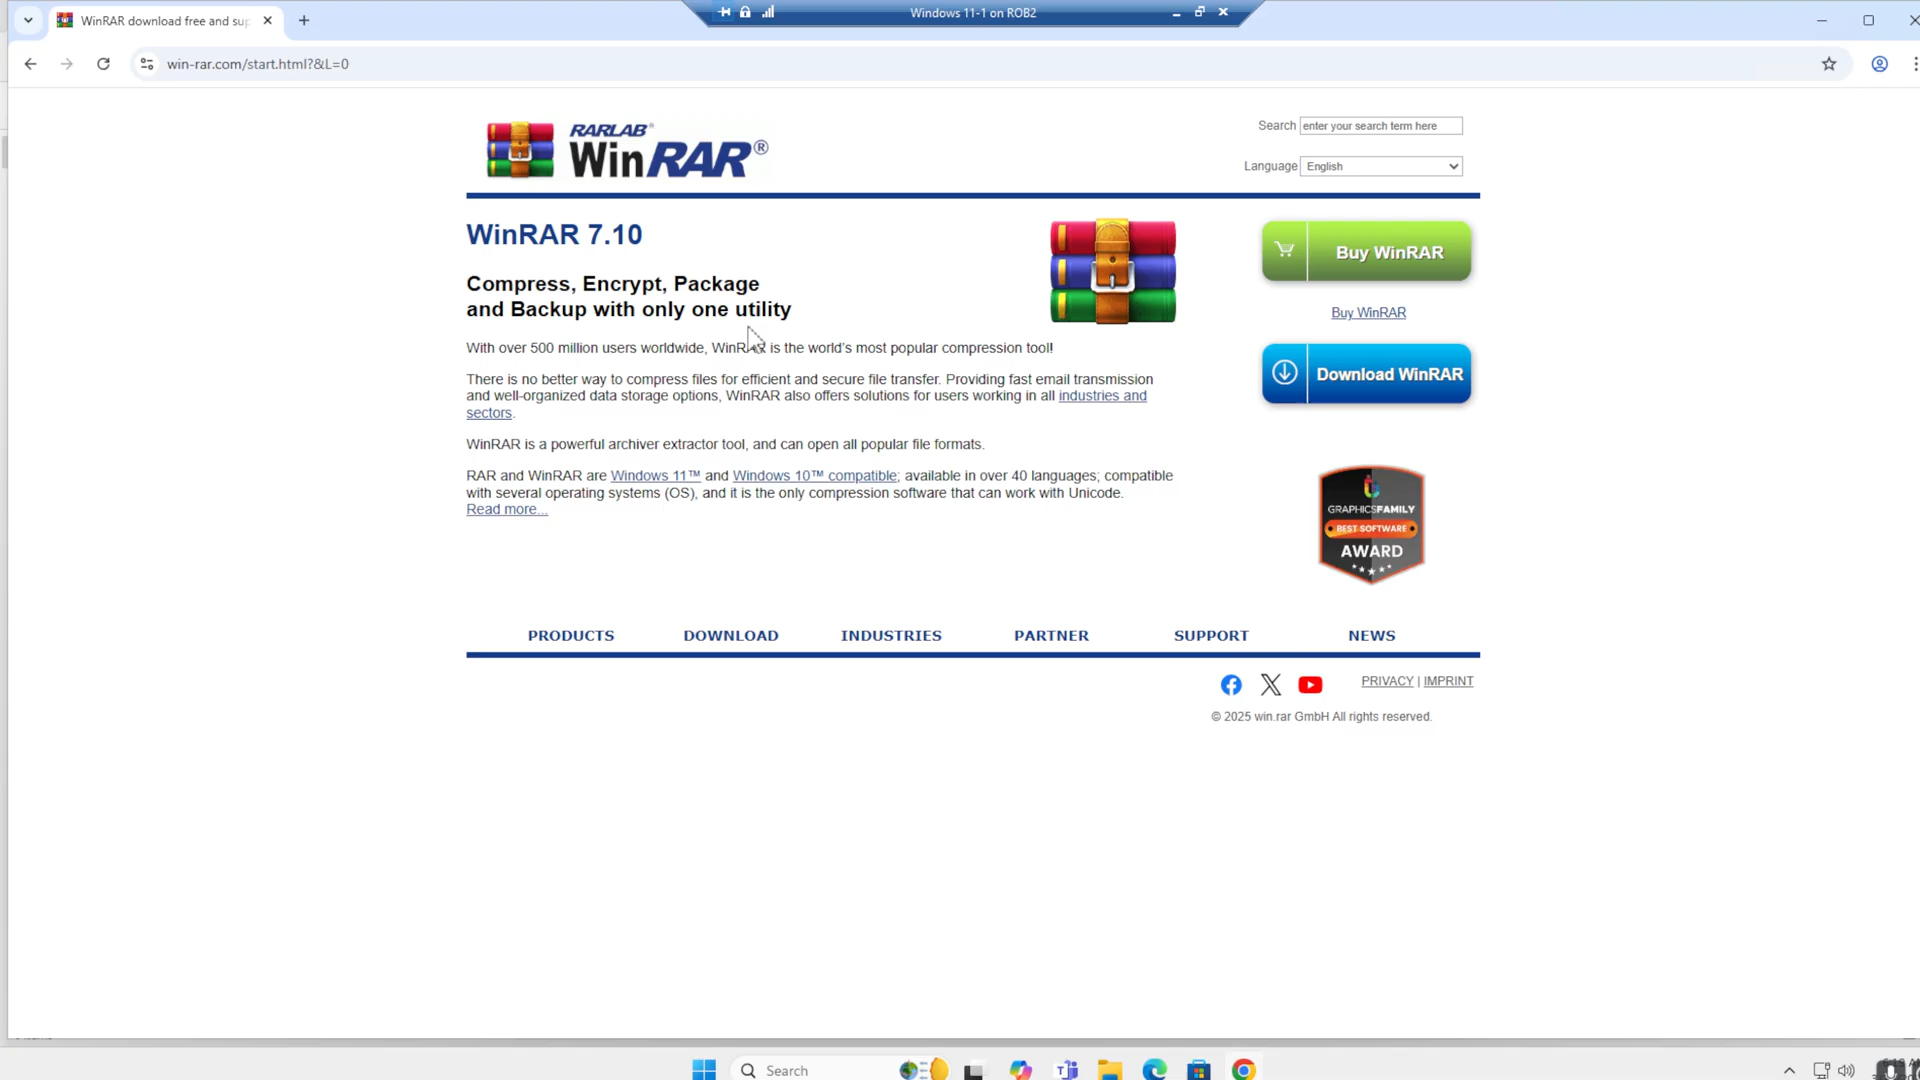 WinRAR download free and sup
Windows 11-1 on ROB2
win-rar.com/start.html?&L=0
RARLAB®
WinRAR®
Search enter your search term here
Language English
WinRAR 7.10
Compress, Encrypt, Package
and Backup with only one utility
With over 500 million users worldwide, WinRAR is the world's most popular compression tool!
There is no better way to compress files for efficient and secure file transfer. Providing fast email transmission
and well-organized data storage options, WinRAR also offers solutions for users working in all industries and
sectors.
WinRAR is a powerful archiver extractor tool, and can open all popular file formats.
RAR and WinRAR are Windows 11™ and Windows 10™ compatible; available in over 40 languages; compatible
with several operating systems (OS), and it is the only compression software that can work with Unicode.
Read more...
Buy WinRAR
Buy WinRAR
Download WinRAR
GRAPHICSFAMILY
BEST SOFTWARE
AWARD
PRODUCTS DOWNLOAD INDUSTRIES PARTNER SUPPORT NEWS
PRIVACY | IMPRINT
© 2025 win.rar GmbH All rights reserved.
Search